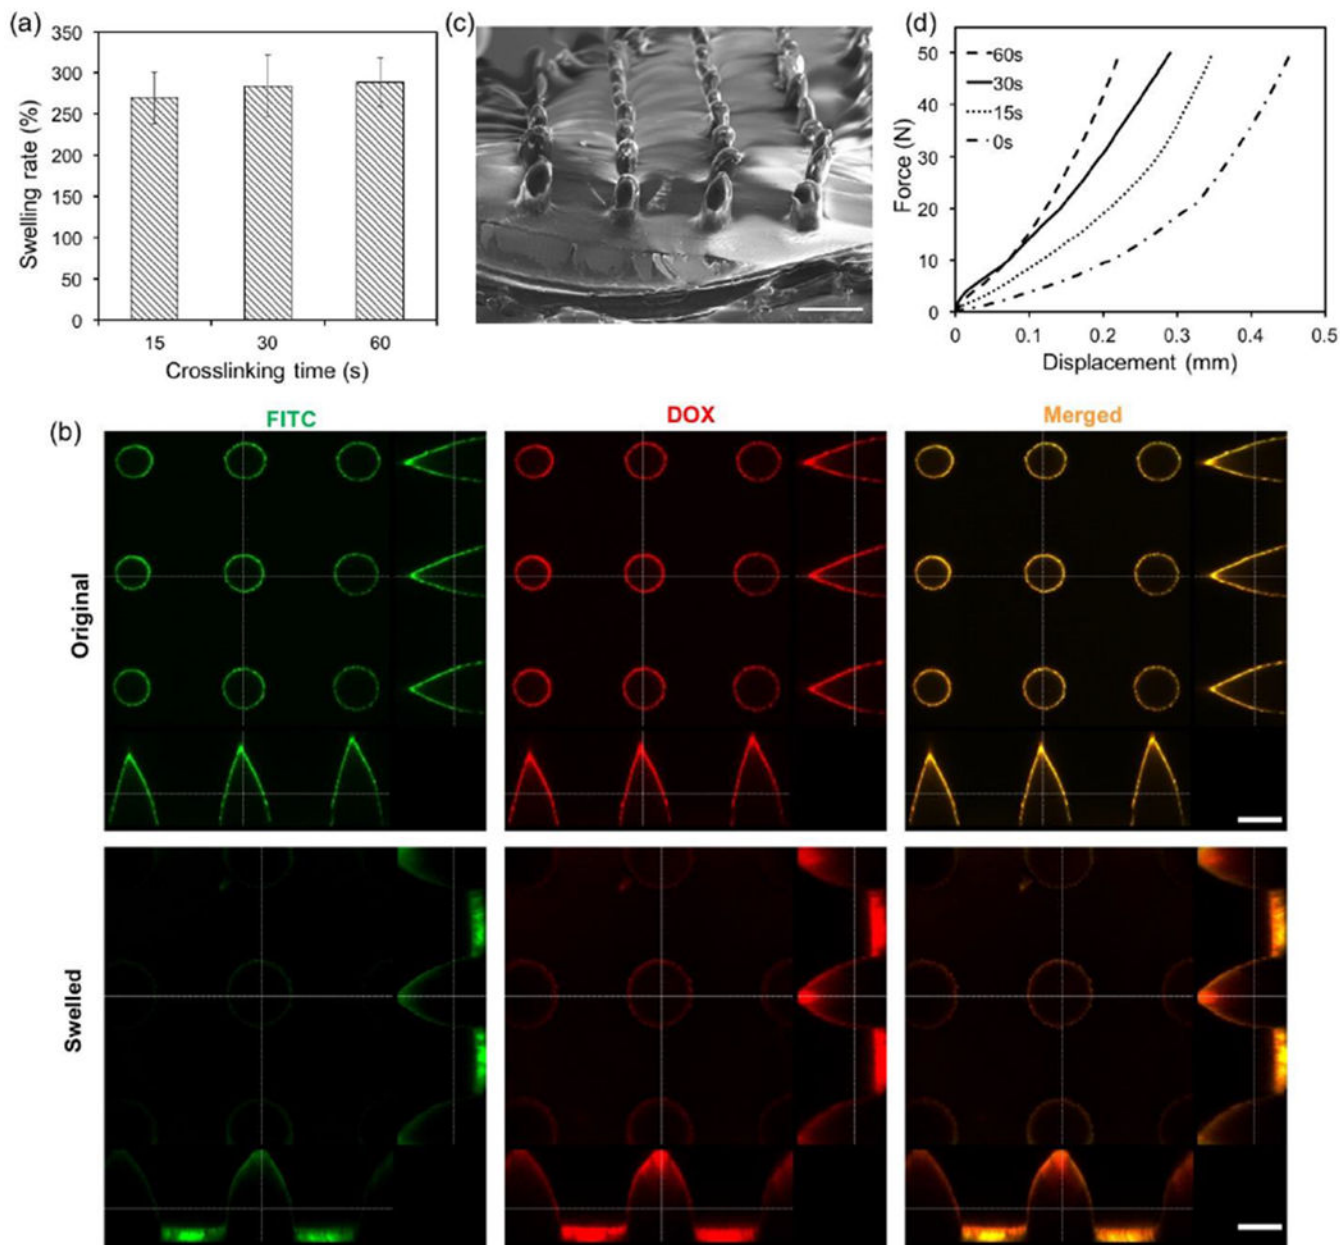 (a)
350
300
250
200
150
100
50
0
Swelling rate (%)
15 30 60
Crosslinking time (s)
(c)
(d)
50
40
30
20
10
0
Force (N)
60s
30s
15s
0s
0 0.1 0.2 0.3 0.4 0.5
Displacement (mm)
(b)
FITC DOX Merged
Original
Swelled